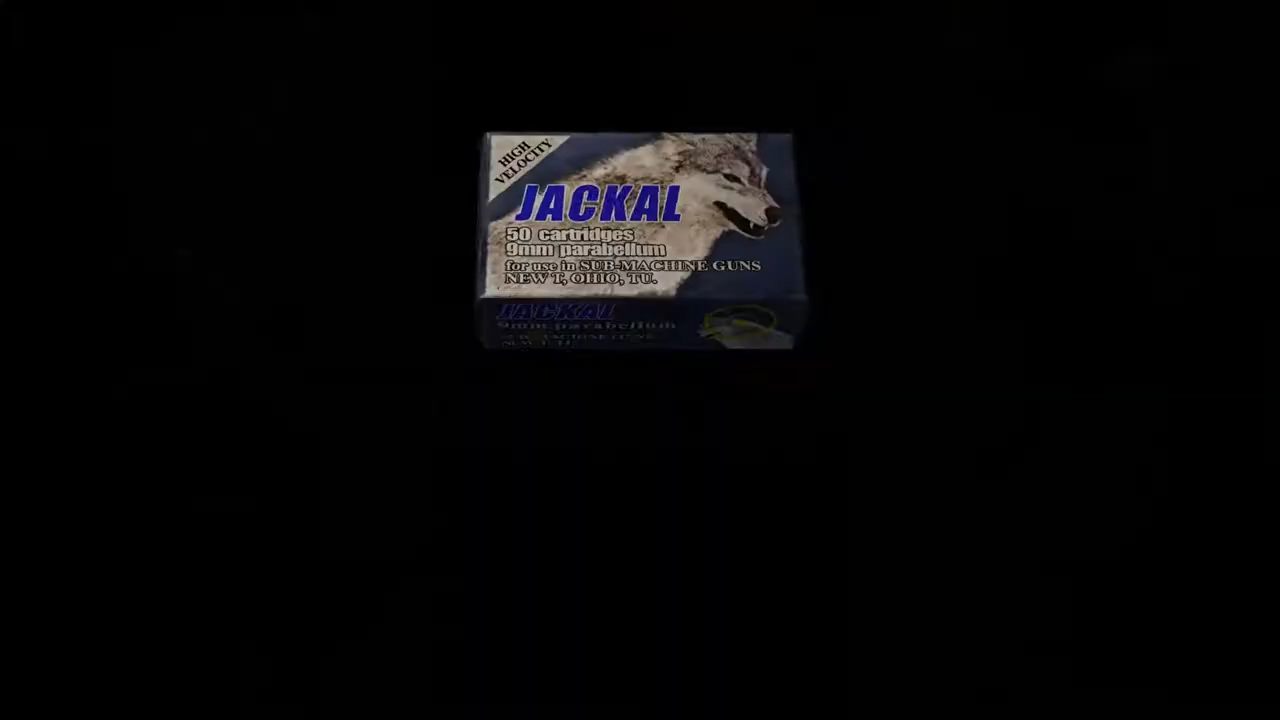 HIGH
VELOCITY
JACKAL
50 cartridges
9mm parabellum
for use in SUB-MACHINE GUNS
NEW T, OHIO, TU.
JACKAL
9mm parabellum